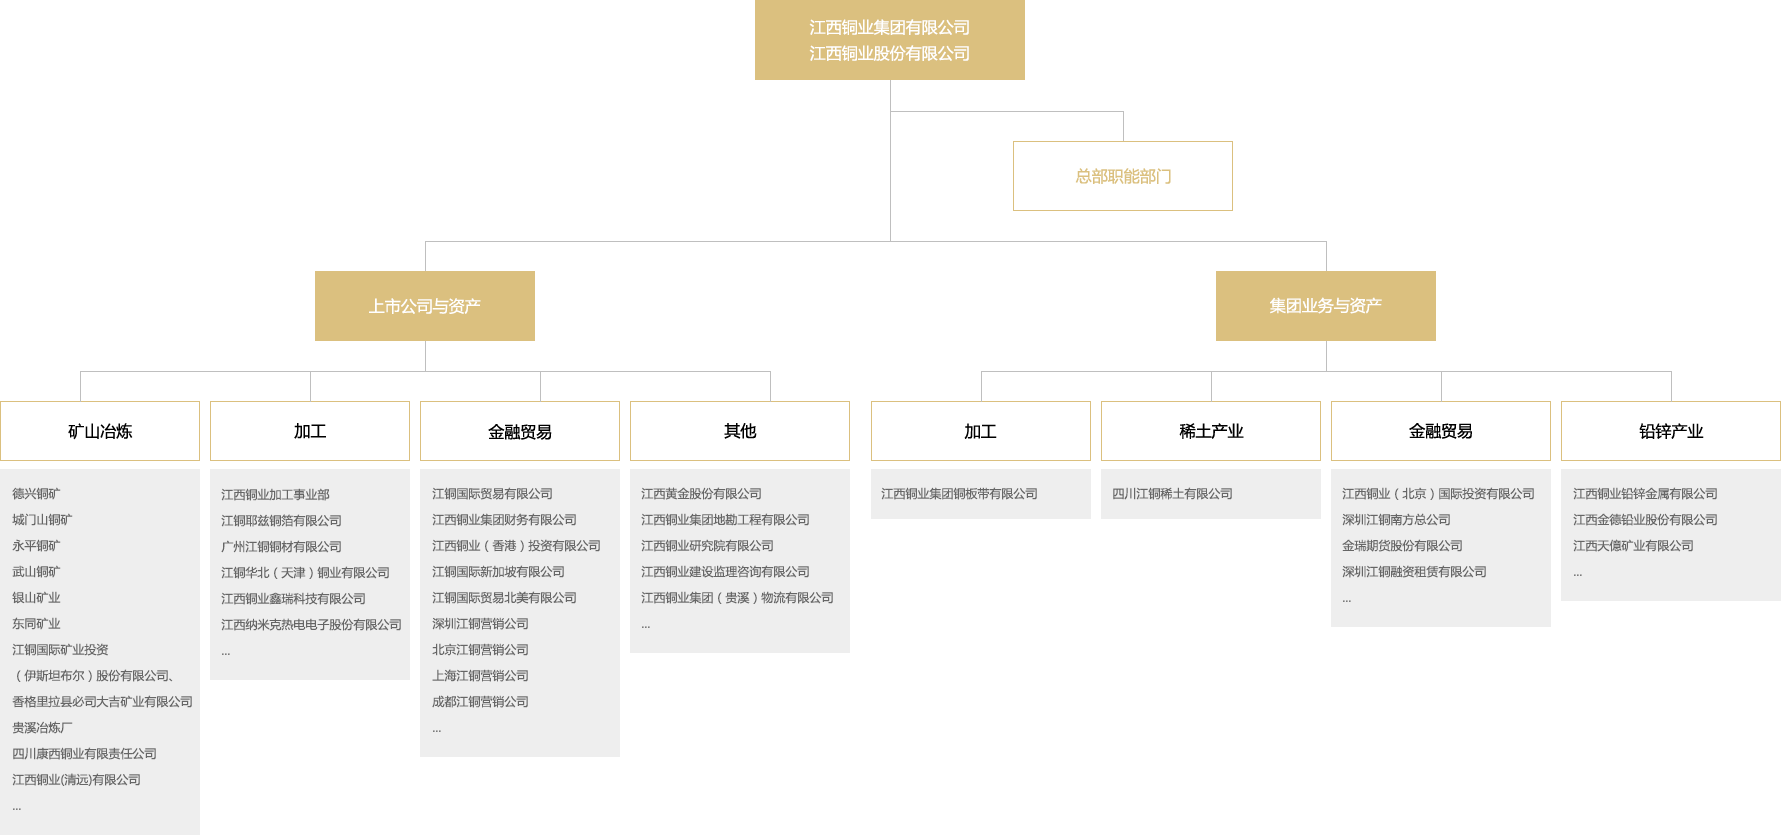 江西铜业集团有限公司
江西铜业股份有限公司
总部职能部门
上市公司与资产
集团业务与资产
矿山冶炼
德兴铜矿
城门山铜矿
永平铜矿
武山铜矿
银山矿业
东同矿业
江铜国际矿业投资
（伊斯坦布尔）股份有限公司、
香格里拉县必司大吉矿业有限公司
贵溪冶炼厂
四川康西铜业有限责任公司
江西铜业(清远)有限公司
...
加工
江西铜业加工事业部
江铜耶兹铜箔有限公司
广州江铜铜材有限公司
江铜华北（天津）铜业有限公司
江西铜业鑫瑞科技有限公司
江西纳米克热电电子股份有限公司
...
金融贸易
江铜国际贸易有限公司
江西铜业集团财务有限公司
江西铜业（香港）投资有限公司
江铜国际新加坡有限公司
江铜国际贸易北美有限公司
深圳江铜营销公司
北京江铜营销公司
上海江铜营销公司
成都江铜营销公司
...
其他
江西黄金股份有限公司
江西铜业集团地勘工程有限公司
江西铜业研究院有限公司
江西铜业建设监理咨询有限公司
江西铜业集团（贵溪）物流有限公司
...
加工
江西铜业集团铜板带有限公司
稀土产业
四川江铜稀土有限公司
金融贸易
江西铜业（北京）国际投资有限公司
深圳江铜南方总公司
金瑞期货股份有限公司
深圳江铜融资租赁有限公司
...
铅锌产业
江西铜业铅锌金属有限公司
江西金德铅业股份有限公司
江西天億矿业有限公司
...